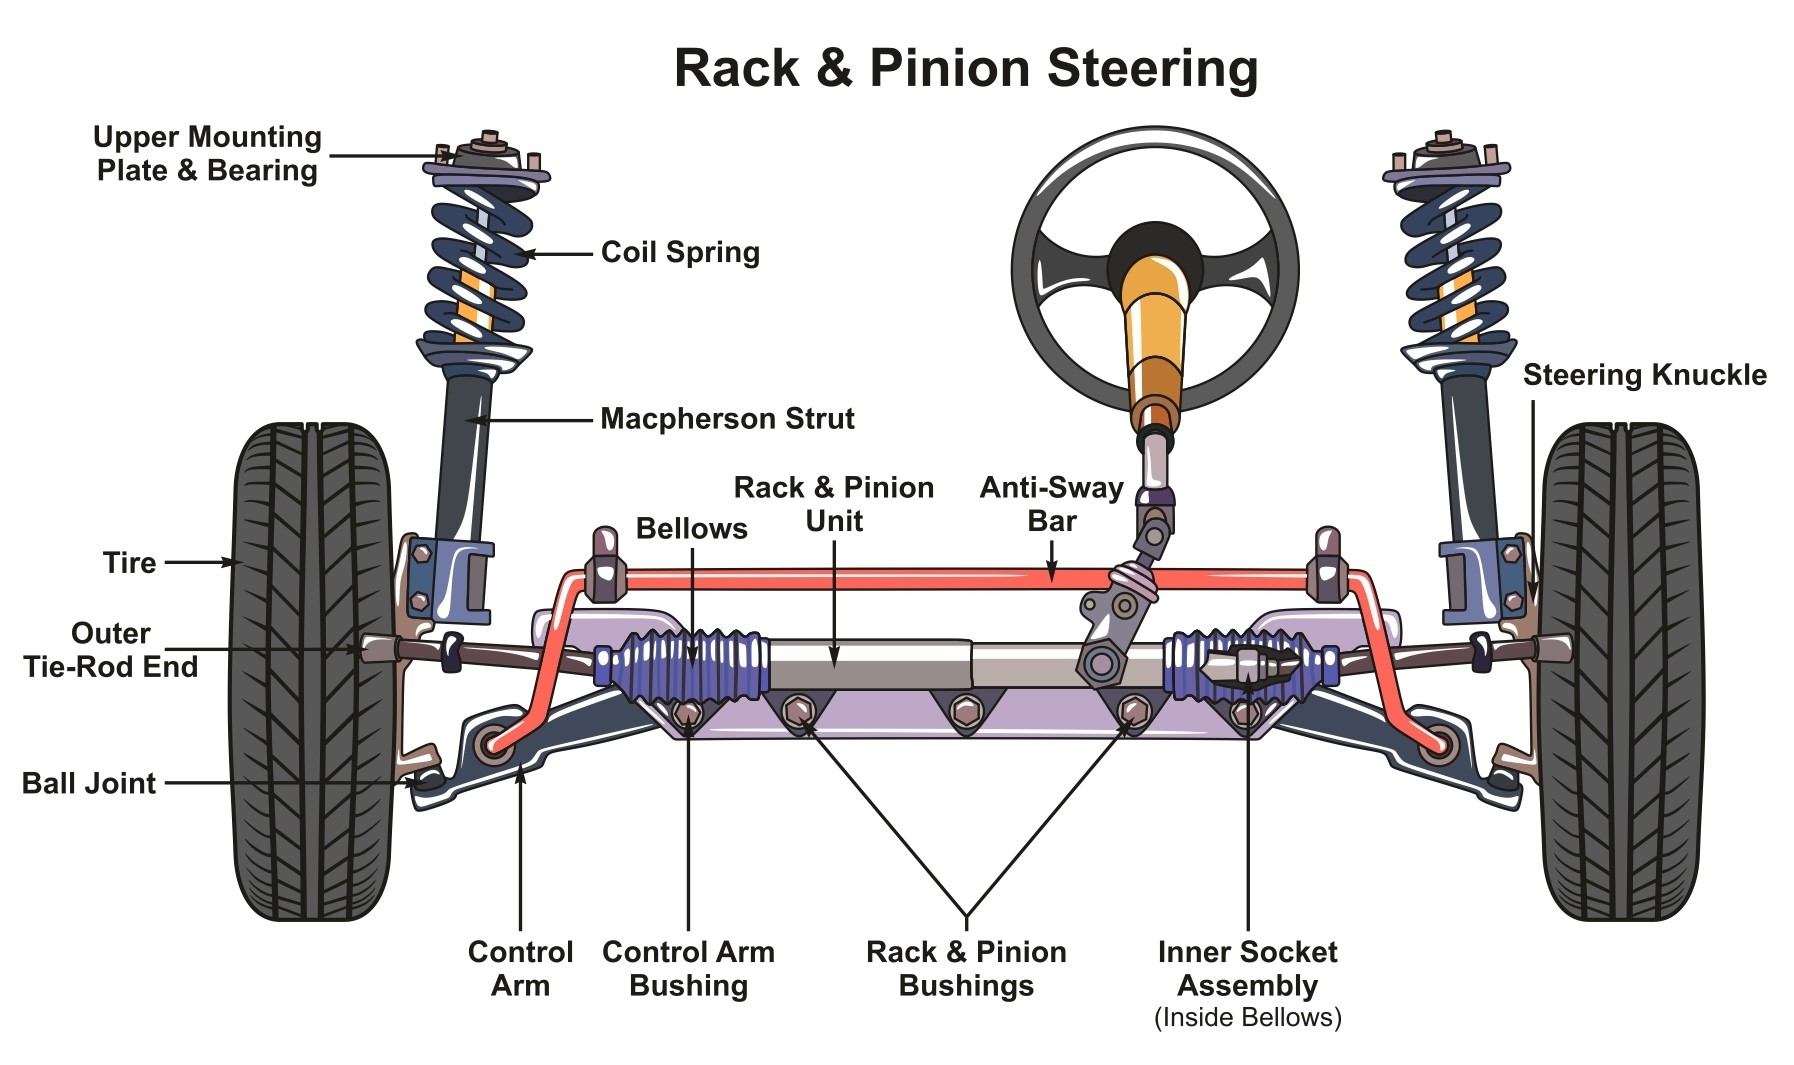 Rack & Pinion Steering
Upper Mounting
Plate & Bearing
Coil Spring
Steering Knuckle
Macpherson Strut
Rack & Pinion
Unit
Anti-Sway
Bar
Bellows
Tire
Outer
Tie-Rod End
Ball Joint
Control
Arm
Control Arm
Bushing
Rack & Pinion
Bushings
Inner Socket
Assembly
(Inside Bellows)